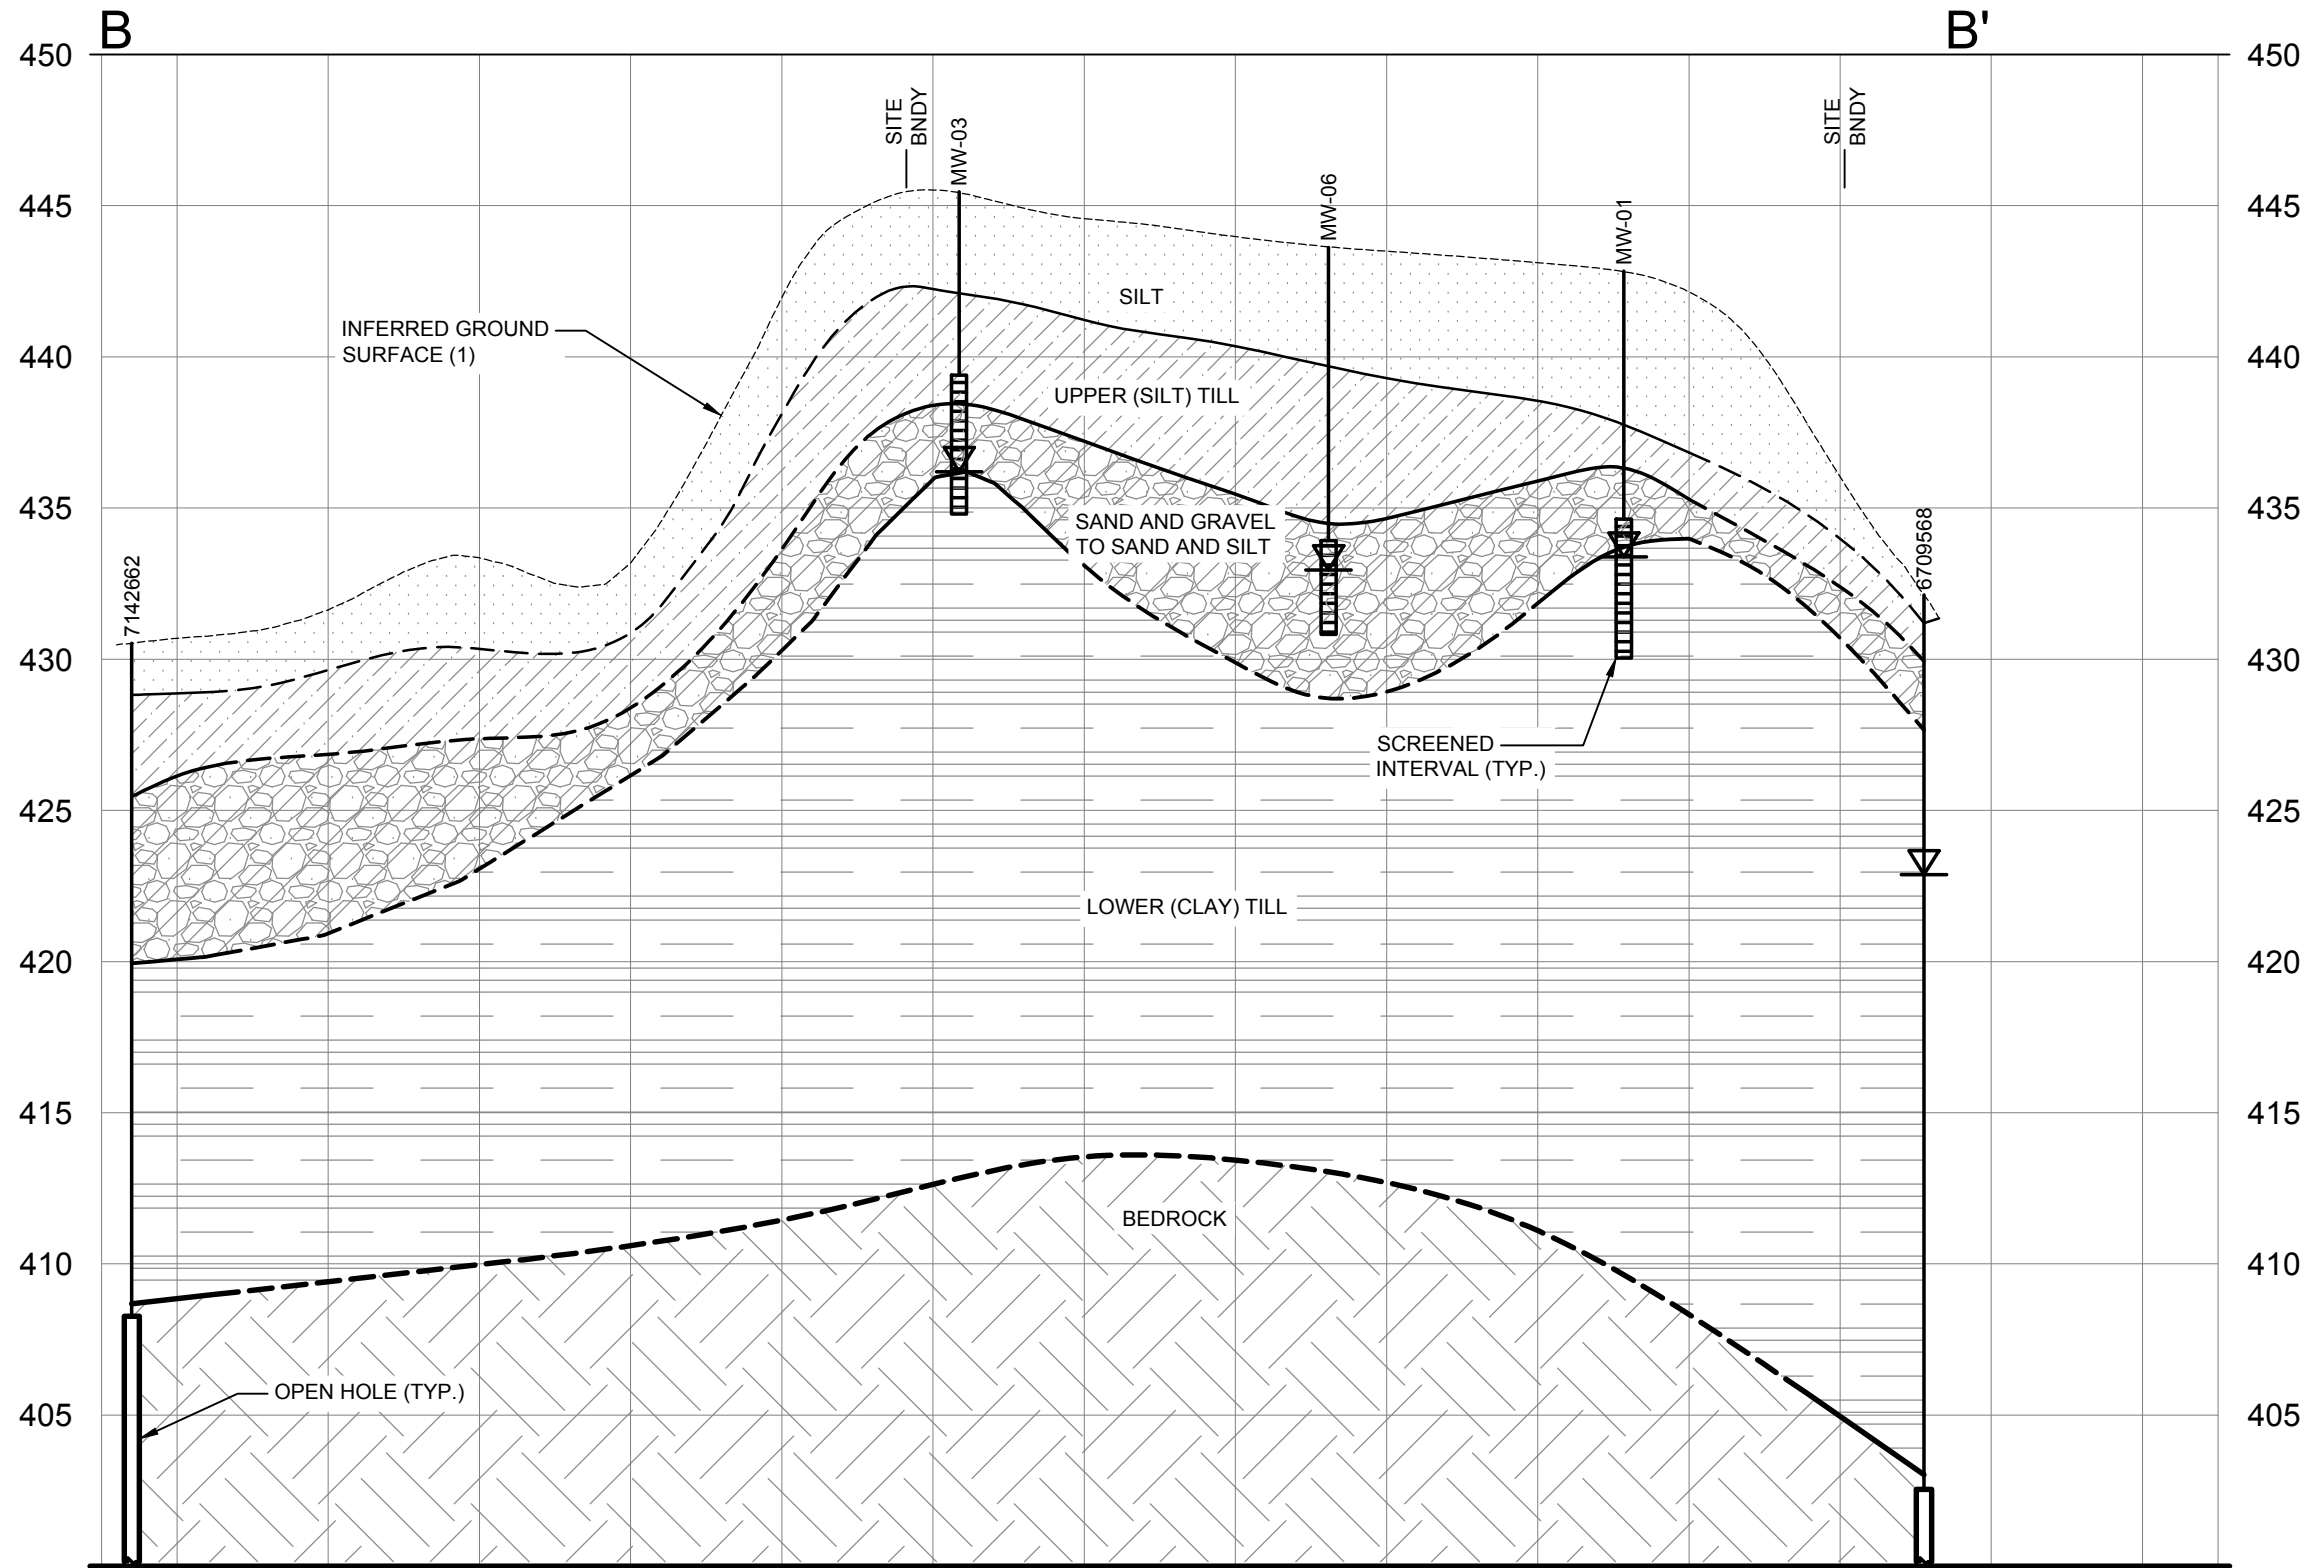 B
B'
450
450
SITE
BNDY
SITE
BNDY
MW-03
MW-06
MW-01
445
445
SILT
INFERRED GROUND
SURFACE (1)
440
440
UPPER (SILT) TILL
435
435
SAND AND GRAVEL
TO SAND AND SILT
6709568
7142662
430
430
SCREENED
INTERVAL (TYP.)
425
425
LOWER (CLAY) TILL
420
420
415
415
BEDROCK
410
410
OPEN HOLE (TYP.)
405
405